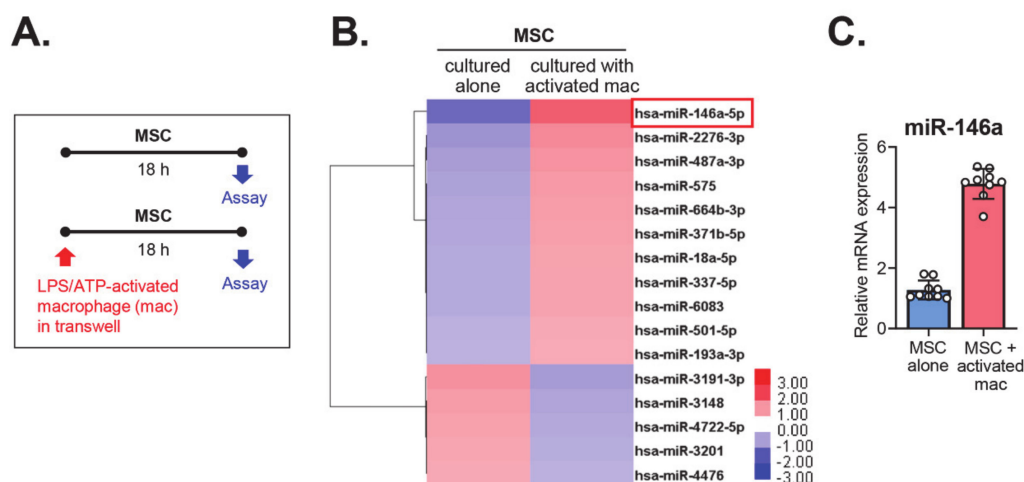 A.
MSC
18 h
Assay
MSC
18 h
Assay
LPS/ATP-activated
macrophage (mac)
in transwell
B.
MSC
cultured
alone
cultured with
activated mac
hsa-miR-146a-5p
hsa-miR-2276-3p
hsa-miR-487a-3p
hsa-miR-575
hsa-miR-664b-3p
hsa-miR-371b-5p
hsa-miR-18a-5p
hsa-miR-337-5p
hsa-miR-6083
hsa-miR-501-5p
hsa-miR-193a-3p
hsa-miR-3191-3p
hsa-miR-3148
hsa-miR-4722-5p
hsa-miR-3201
hsa-miR-4476
3.00
2.00
1.00
0.00
-1.00
-2.00
-3.00
C.
miR-146a
Relative mRNA expression
6
4
2
0
MSC
alone
MSC +
activated
mac